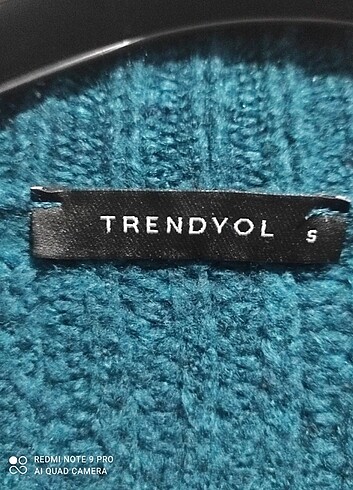 TRENDYOL S
REDMI NOTE 9 PRO
AI QUAD CAMERA